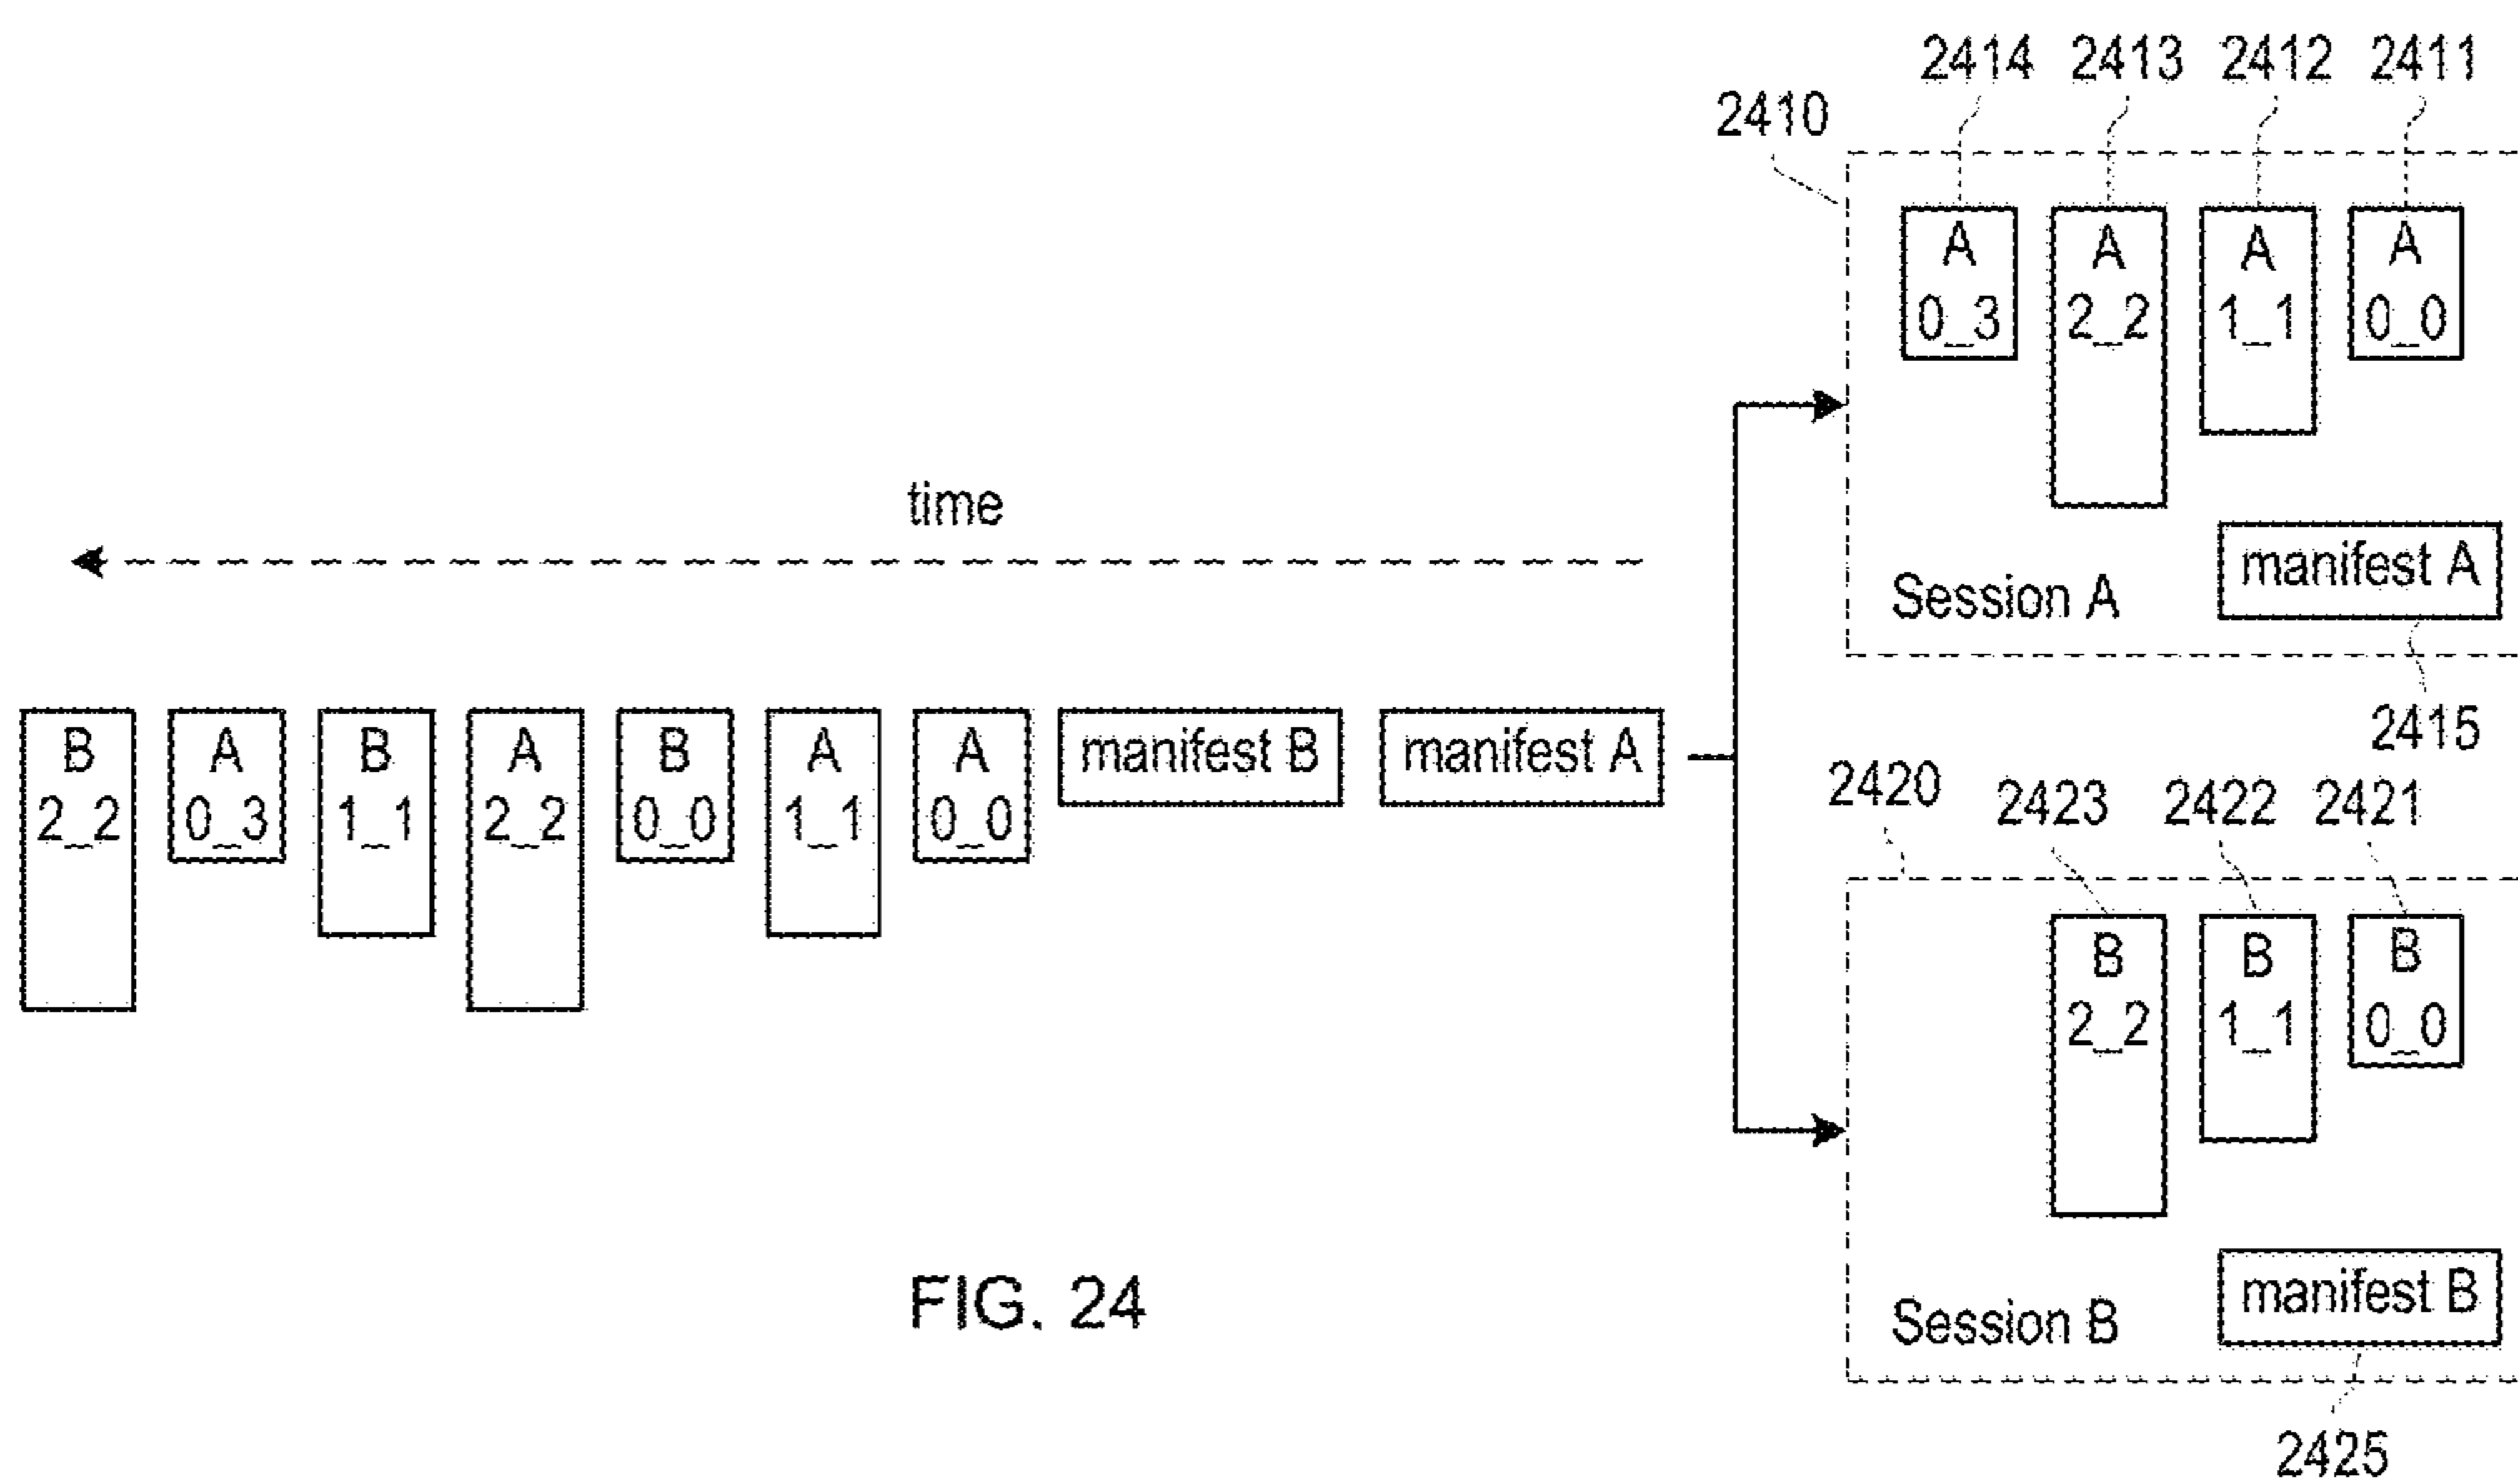 2414 2413 2412 2411
2410
A A A A
0_3 2_2 1_1 0_0
time
manifest A
Session A
2415
B A B A B A A manifest B manifest A
2_2 0_3 1_1 2_2 0_0 1_1 0_0
2420 2423 2422 2421
B B B
2_2 1_1 0_0
manifest B
Session B
FIG. 24
2425